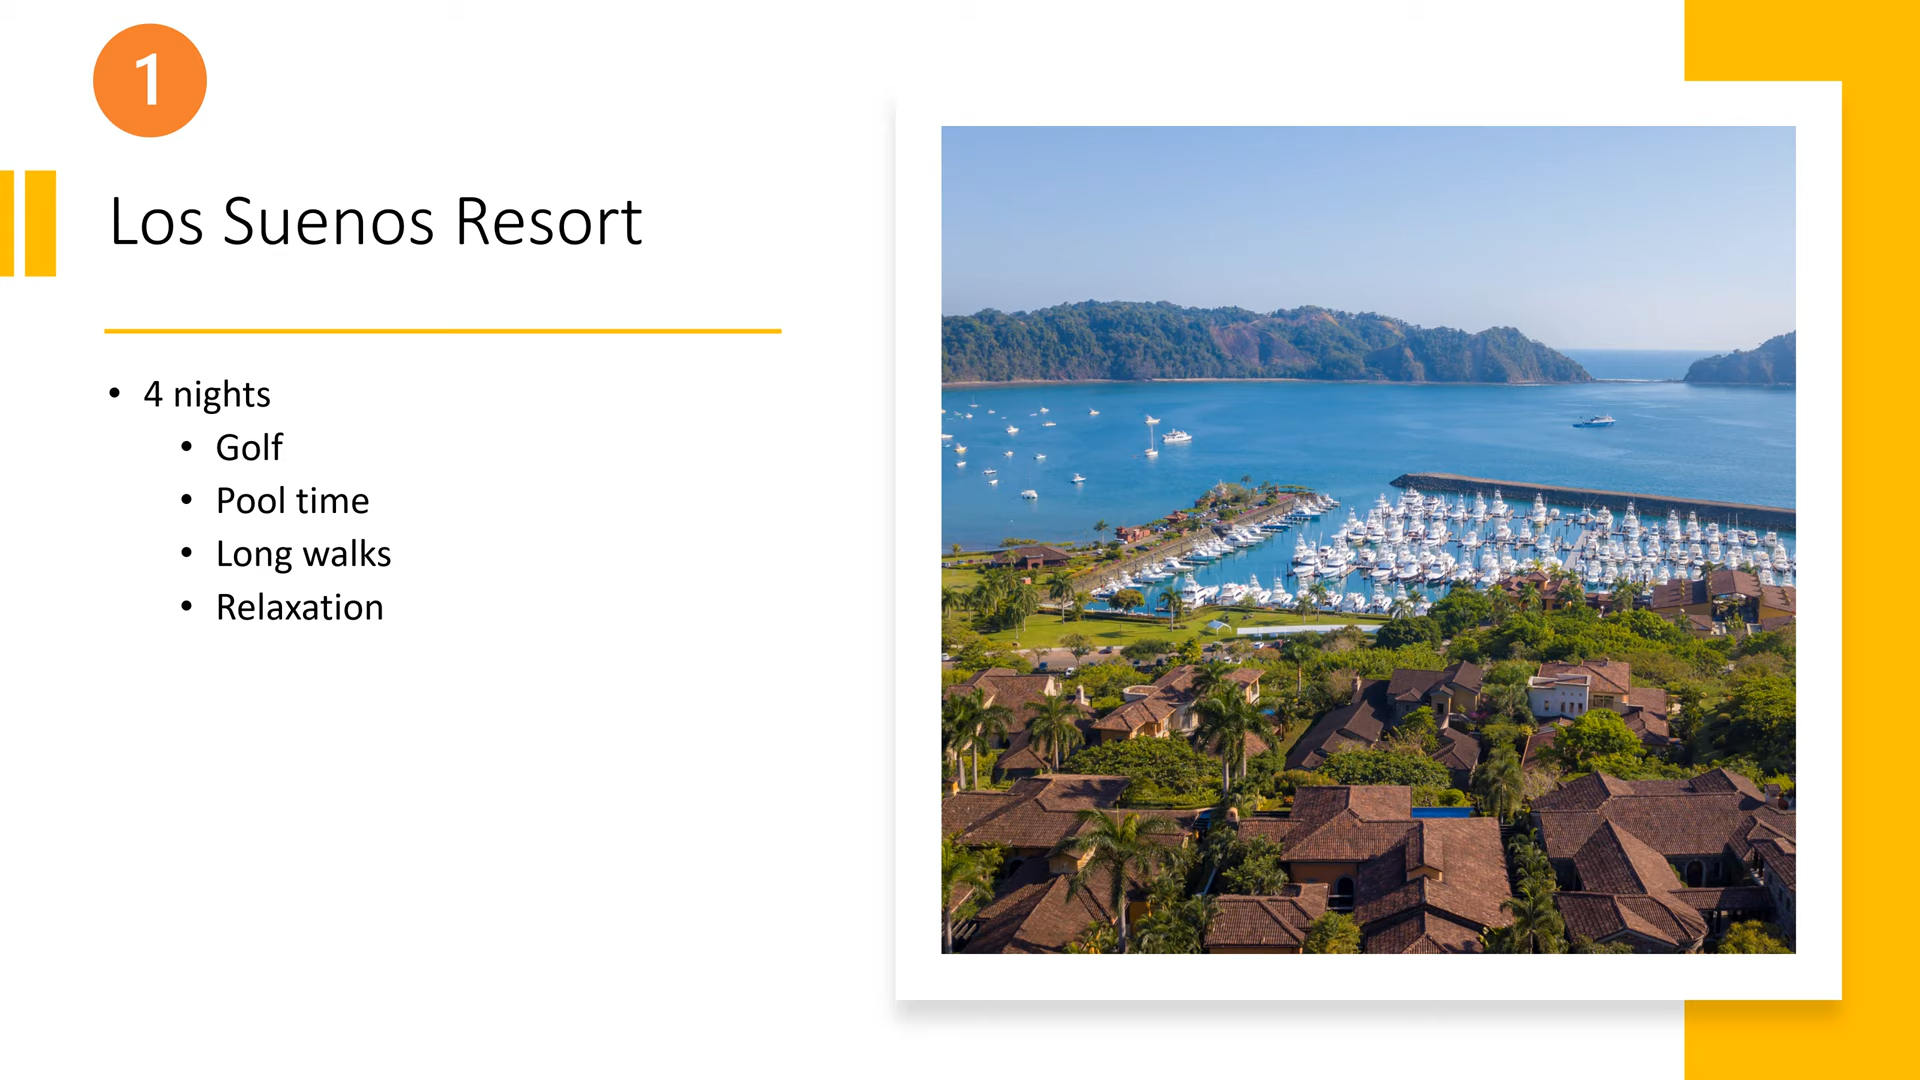 1
Los Suenos Resort
• 4 nights
• Golf
• Pool time
• Long walks
• Relaxation